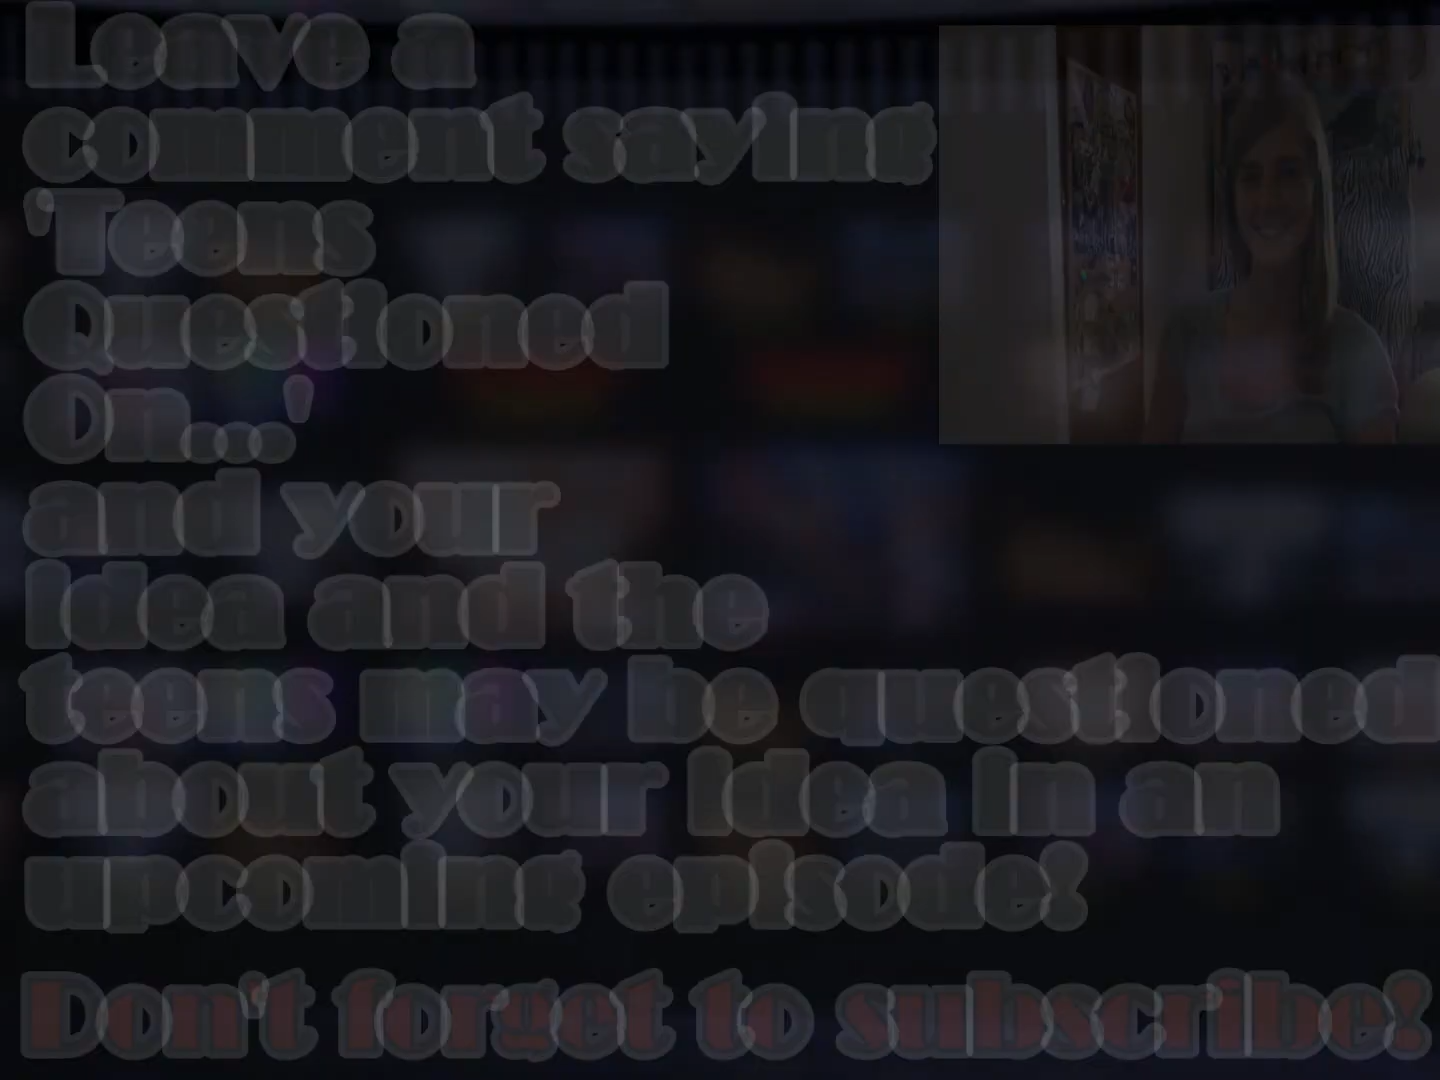 Leave a
comment saying
'Teens
Questioned
On...'
and your
idea and the
teens may be questioned
about your idea in an
upcoming episode!
Don't forget to subscribe!